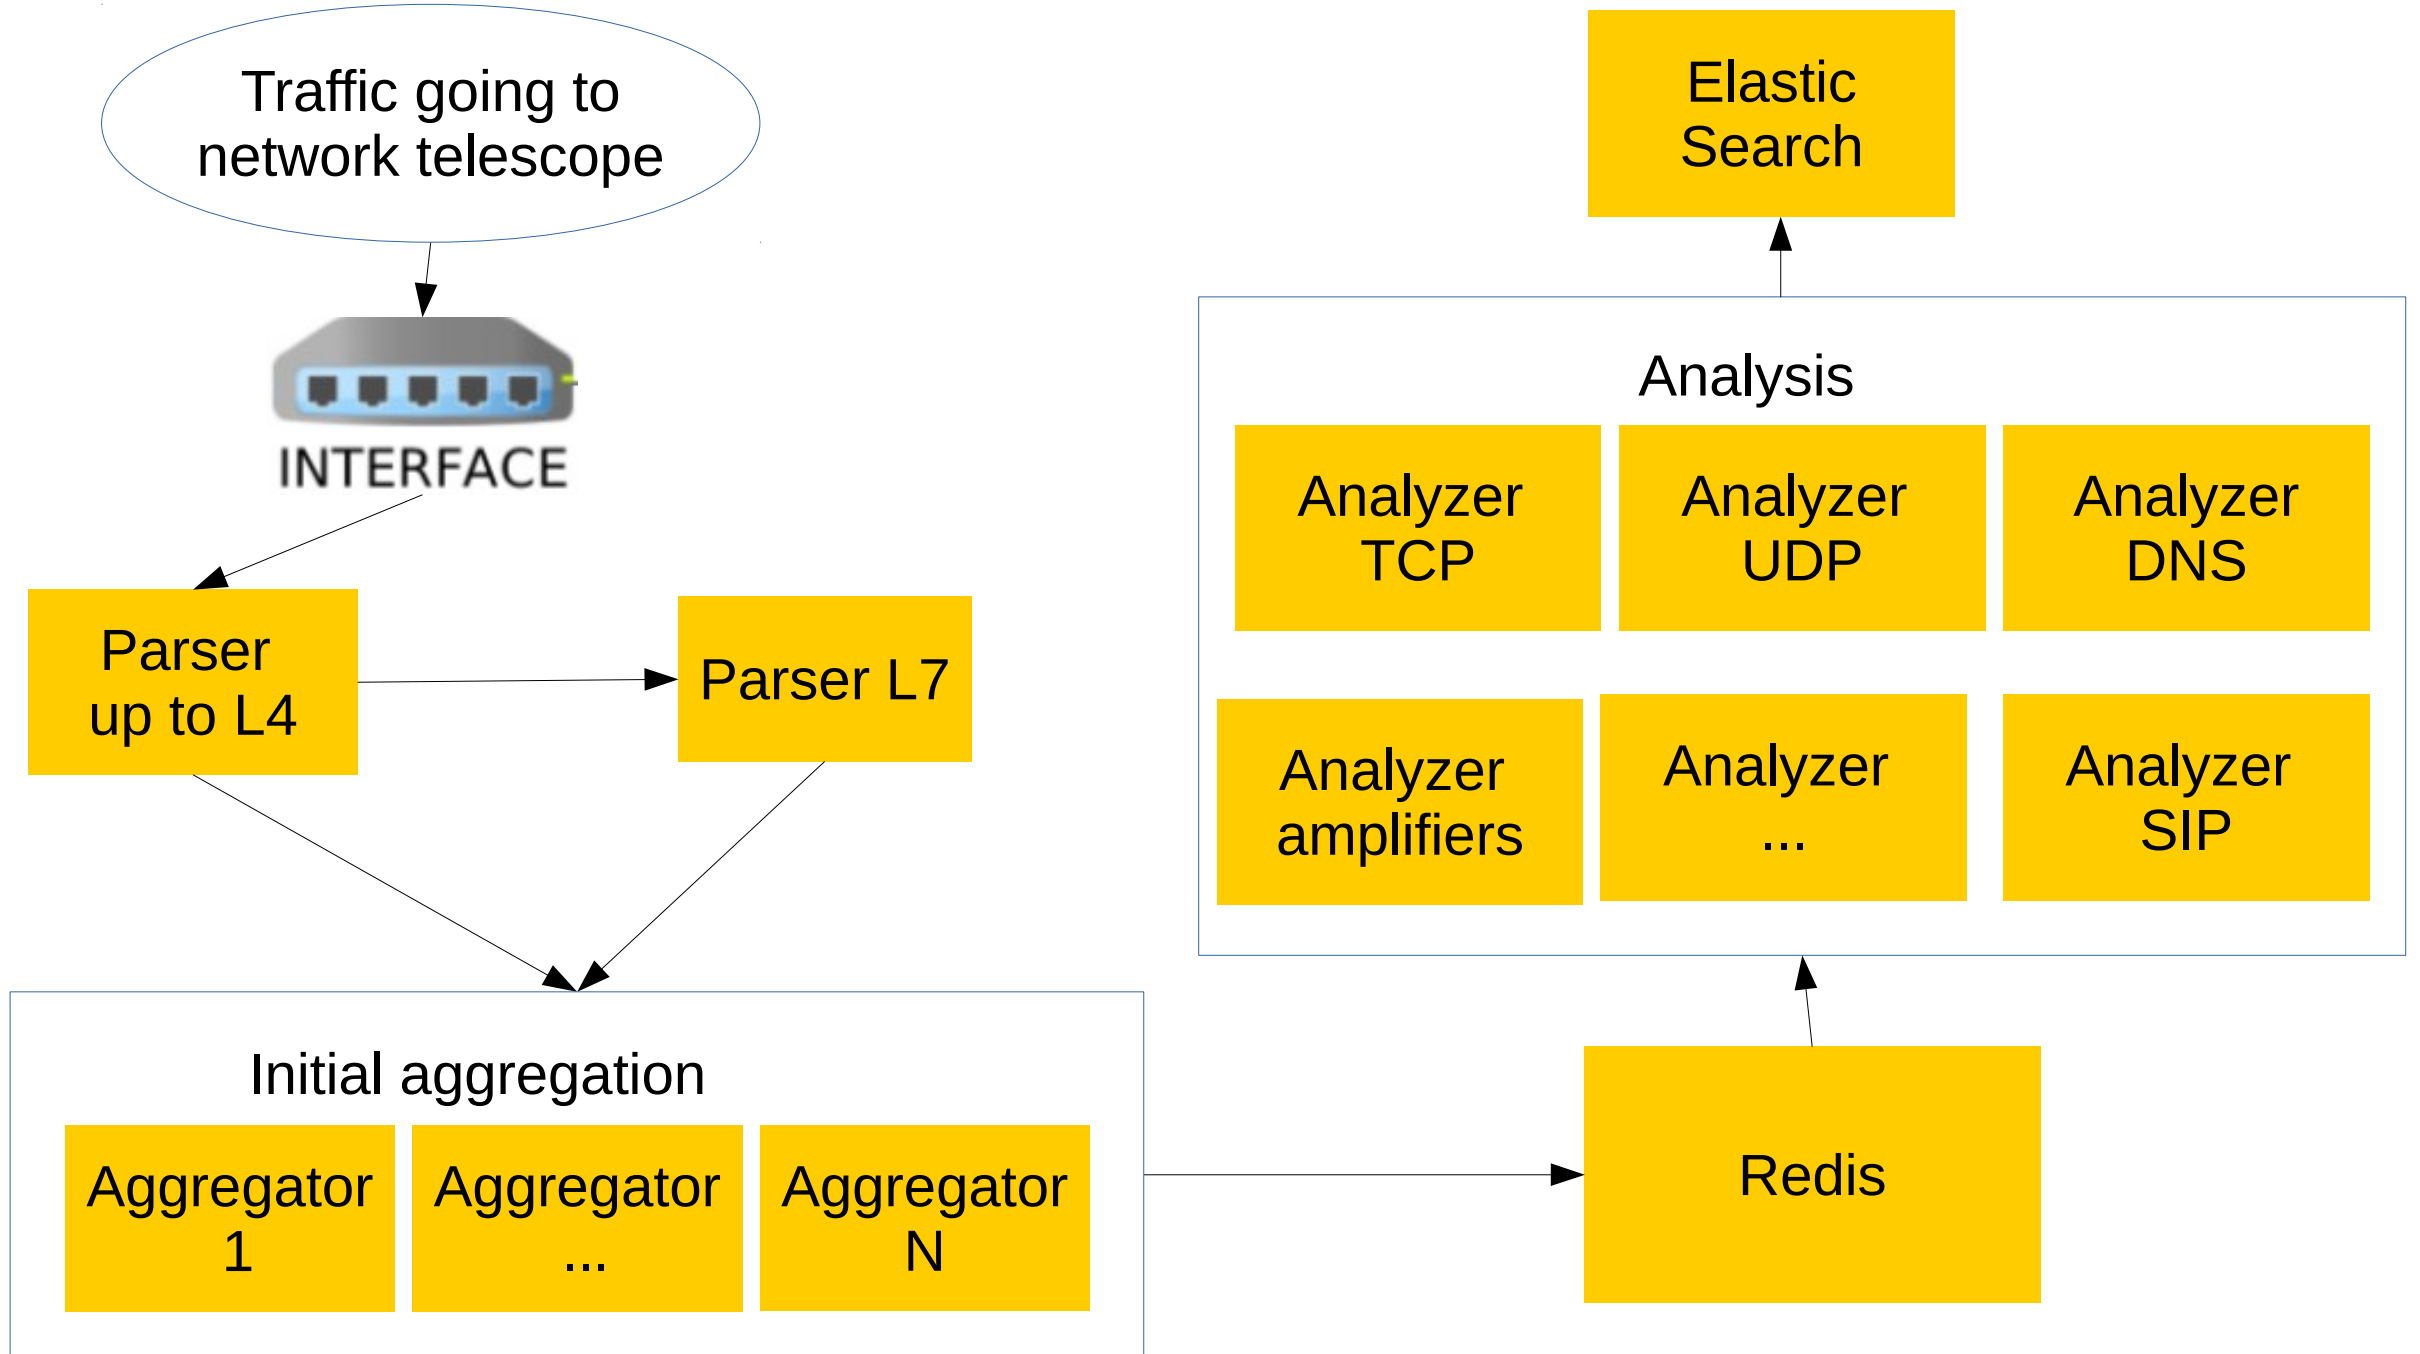 Traffic going to
network telescope
INTERFACE
Parser
up to L4
Parser L7
Initial aggregation
Aggregator
1
Aggregator
...
Aggregator
N
Redis
Analysis
Analyzer
TCP
Analyzer
UDP
Analyzer
DNS
Analyzer
amplifiers
Analyzer
...
Analyzer
SIP
Elastic
Search